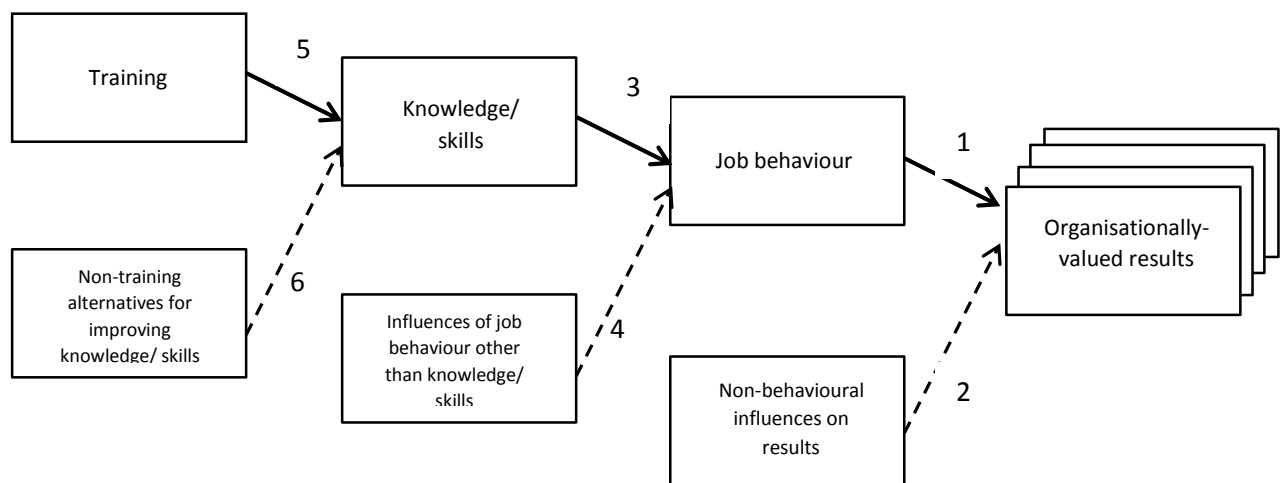 5
Training
Knowledge/
skills
3
Job behaviour
1
Organisationally-
valued results
Non-training
alternatives for
improving
knowledge/ skills
6
Influences of job
behaviour other
than knowledge/
skills
4
Non-behavioural
influences on
results
2